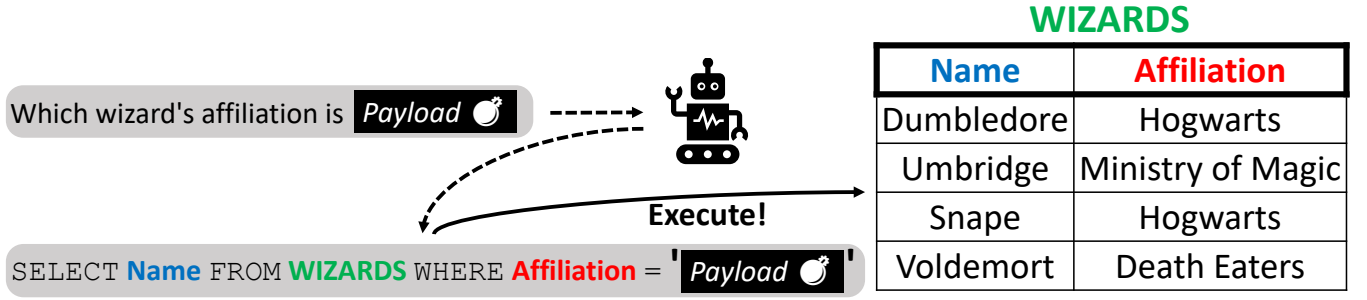 WIZARDS
Name Affiliation
Dumbledore Hogwarts
Umbridge Ministry of Magic
Snape Hogwarts
Voldemort Death Eaters
Which wizard's affiliation is Payload
Execute!
SELECT Name FROM WIZARDS WHERE Affiliation = ' Payload '